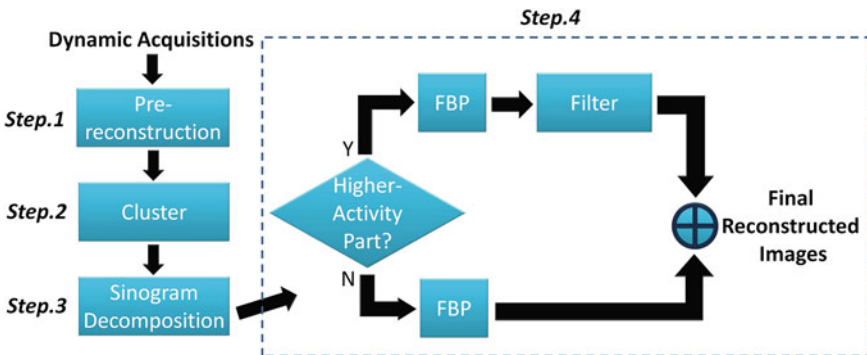 Step.4
Dynamic Acquisitions
Step.1
Pre-
reconstruction
Step.2
Cluster
Step.3
Sinogram
Decomposition
Higher-
Activity
Part?
Y
FBP
Filter
N
FBP
Final
Reconstructed
Images